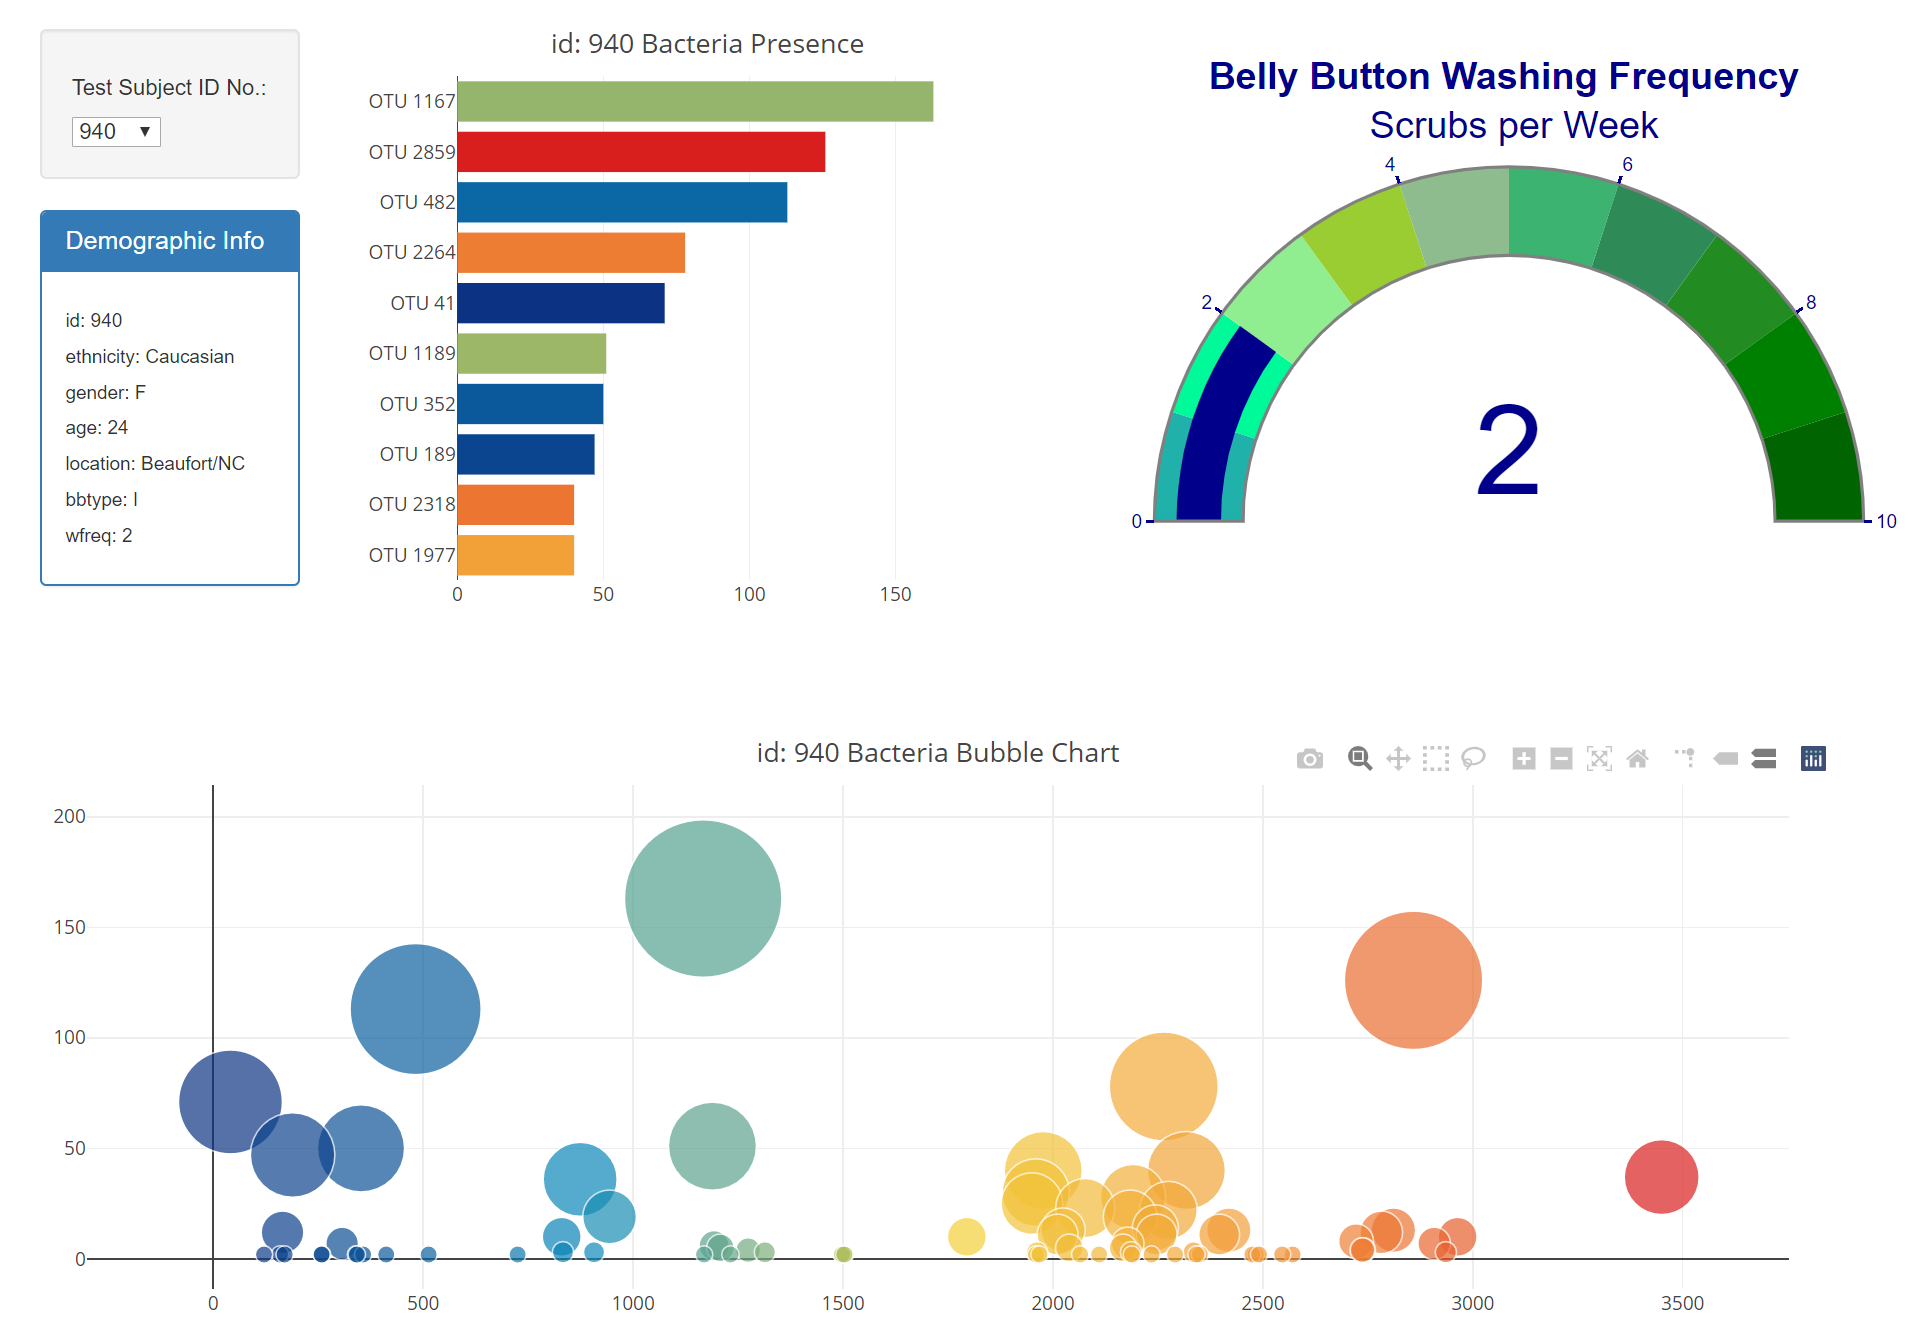 Test Subject ID No.:
940 ▼
Demographic Info
id: 940
ethnicity: Caucasian
gender: F
age: 24
location: Beaufort/NC
bbtype: I
wfreq: 2
id: 940 Bacteria Presence
OTU 1167
OTU 2859
OTU 482
OTU 2264
OTU 41
OTU 1189
OTU 352
OTU 189
OTU 2318
OTU 1977
0 50 100 150
Belly Button Washing Frequency
Scrubs per Week
4 6
2 8
2
0 10
id: 940 Bacteria Bubble Chart
200
150
100
50
0
0 500 1000 1500 2000 2500 3000 3500